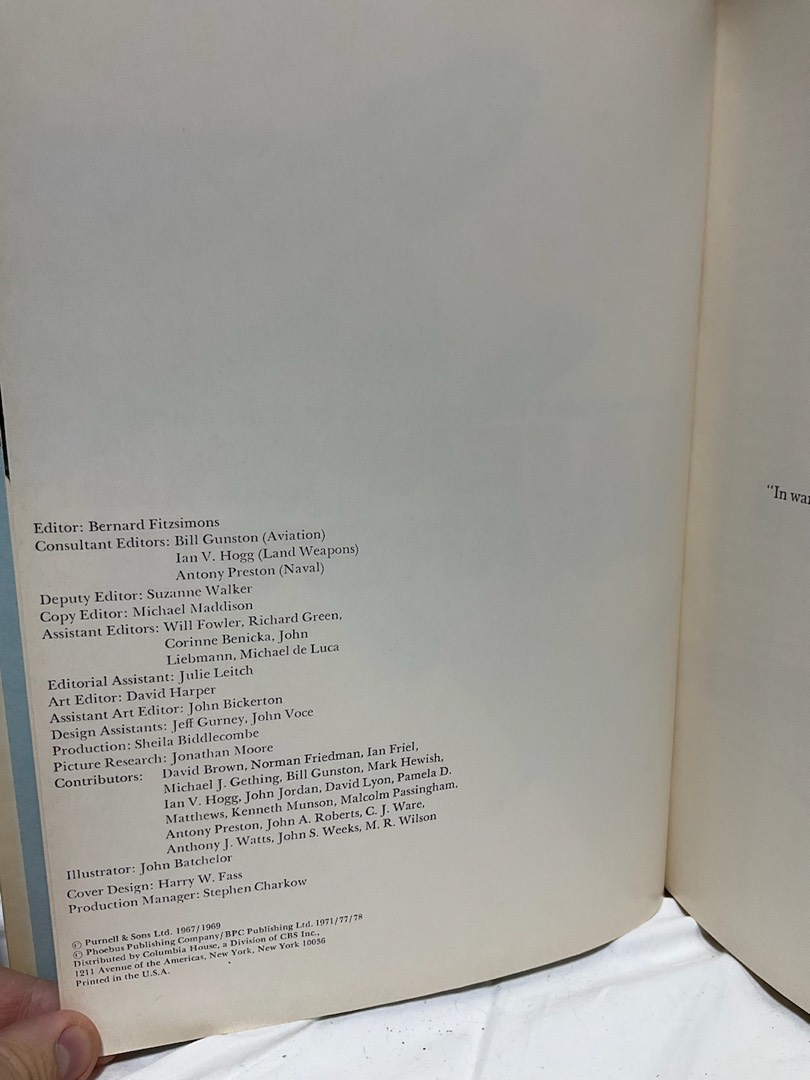 Editor: Bernard Fitzsimons
Consultant Editors: Bill Gunston (Aviation)
Ian V. Hogg (Land Weapons)
Antony Preston (Naval)
Deputy Editor: Suzanne Walker
Copy Editor: Michael Maddison
Assistant Editors: Will Fowler, Richard Green,
Corinne Benicka, John
Liebmann, Michael de Luca
Editorial Assistant: Julie Leitch
Art Editor: David Harper
Assistant Art Editor: John Bickerton
Design Assistants: Jeff Gurney, John Voce
Production: Sheila Biddlecombe
Picture Research: Jonathan Moore
Contributors: David Brown, Norman Friedman, Ian Friel,
Michael J. Gething, Bill Gunston, Mark Hewish,
Ian V. Hogg, John Jordan, David Lyon, Pamela D.
Matthews, Kenneth Munson, Malcolm Passingham,
Antony Preston, John A. Roberts, C. J. Ware,
Anthony J. Watts, John S. Weeks, M. R. Wilson
Illustrator: John Batchelor
Cover Design: Harry W. Fass
Production Manager: Stephen Charkow
© Purnell & Sons Ltd. 1967/1969
© Phoebus Publishing Company/BPC Publishing Ltd. 1971/77/78
Distributed by Columbia House, a Division of CBS Inc.,
1211 Avenue of the Americas, New York, New York 10036
Printed in the U.S.A.
"In war